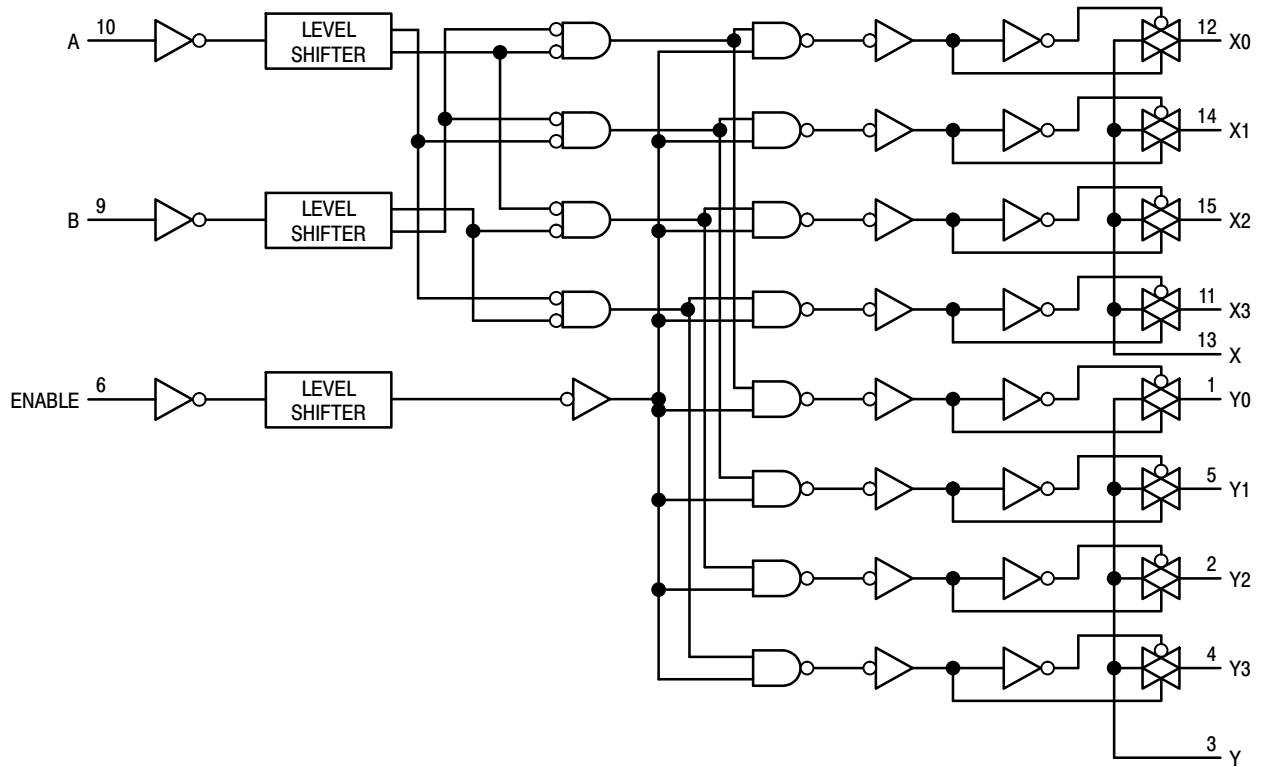 A 10 LEVEL SHIFTER 12 X0
14 X1
B 9 LEVEL SHIFTER 15 X2
11 X3
13 X
ENABLE 6 LEVEL SHIFTER 1 Y0
5 Y1
2 Y2
4 Y3
3 Y